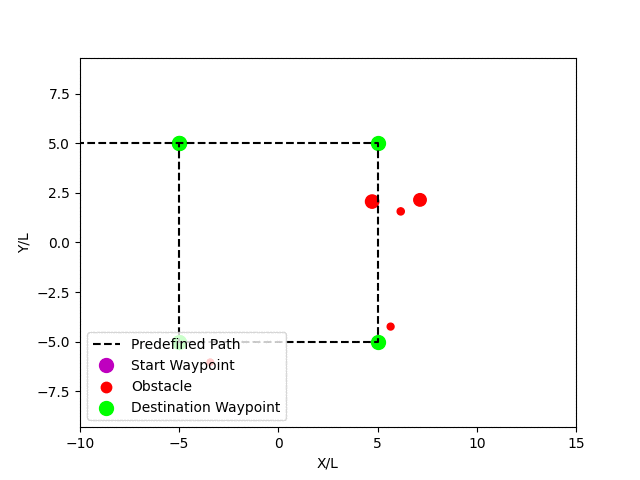 7.5
5.0
2.5
0.0
−2.5
−5.0
−7.5
Y/L
Predefined Path
Start Waypoint
Obstacle
Destination Waypoint
−10
−5
0
5
10
15
X/L